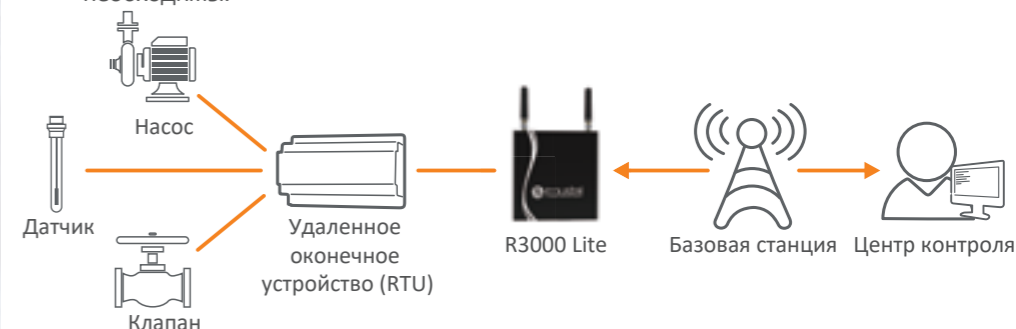 Насос
Датчик
Клапан
Удаленное
оконечное
устройство (RTU)
R3000 Lite
Базовая станция
Центр контроля